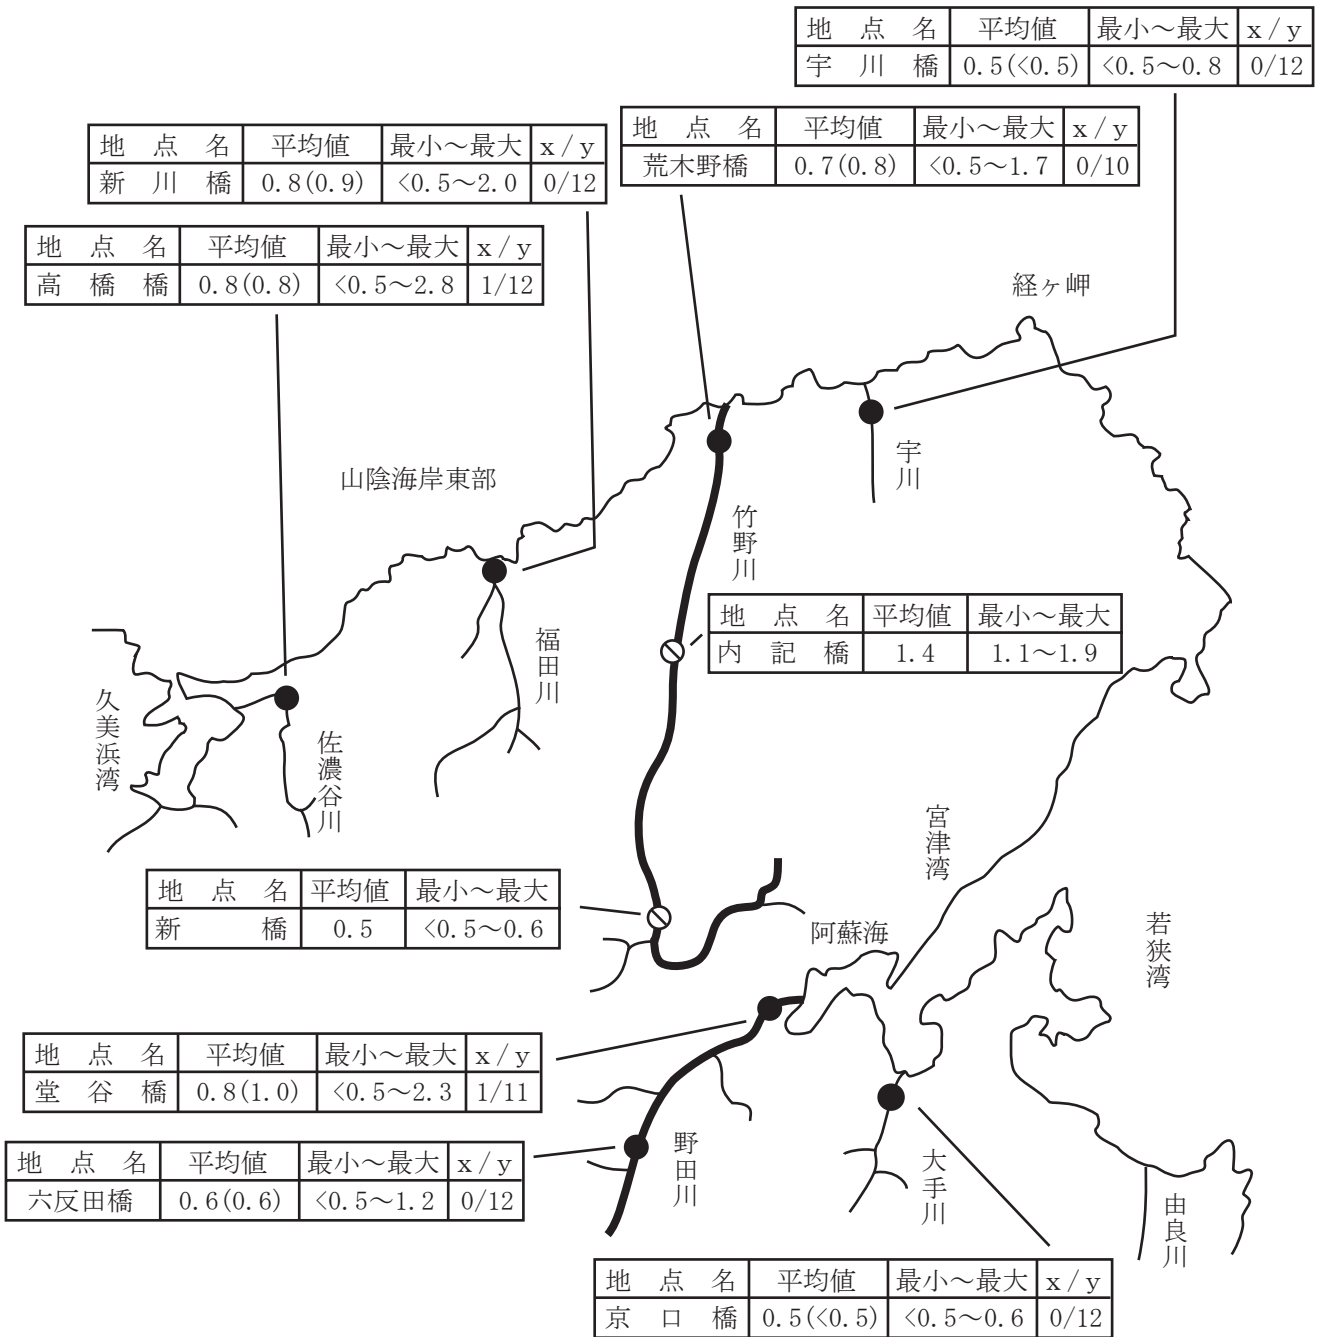 地点名 平均値 最小～最大 x/y
宇川橋 0.5(<0.5) <0.5～0.8 0/12
地点名 平均値 最小～最大 x/y
荒木野橋 0.7(0.8) <0.5～1.7 0/10
地点名 平均値 最小～最大 x/y
新川橋 0.8(0.9) <0.5～2.0 0/12
地点名 平均値 最小～最大 x/y
高橋橋 0.8(0.8) <0.5～2.8 1/12
経ヶ岬
宇川
山陰海岸東部
竹野川
地点名 平均値 最小～最大
内記橋 1.4 1.1～1.9
福田川
久美浜湾
佐濃谷川
宮津湾
地点名 平均値 最小～最大
新橋 0.5 <0.5～0.6
阿蘇海
若狭湾
地点名 平均値 最小～最大 x/y
堂谷橋 0.8(1.0) <0.5～2.3 1/11
地点名 平均値 最小～最大 x/y
六反田橋 0.6(0.6) <0.5～1.2 0/12
野田川
大手川
由良川
地点名 平均値 最小～最大 x/y
京口橋 0.5(<0.5) <0.5～0.6 0/12